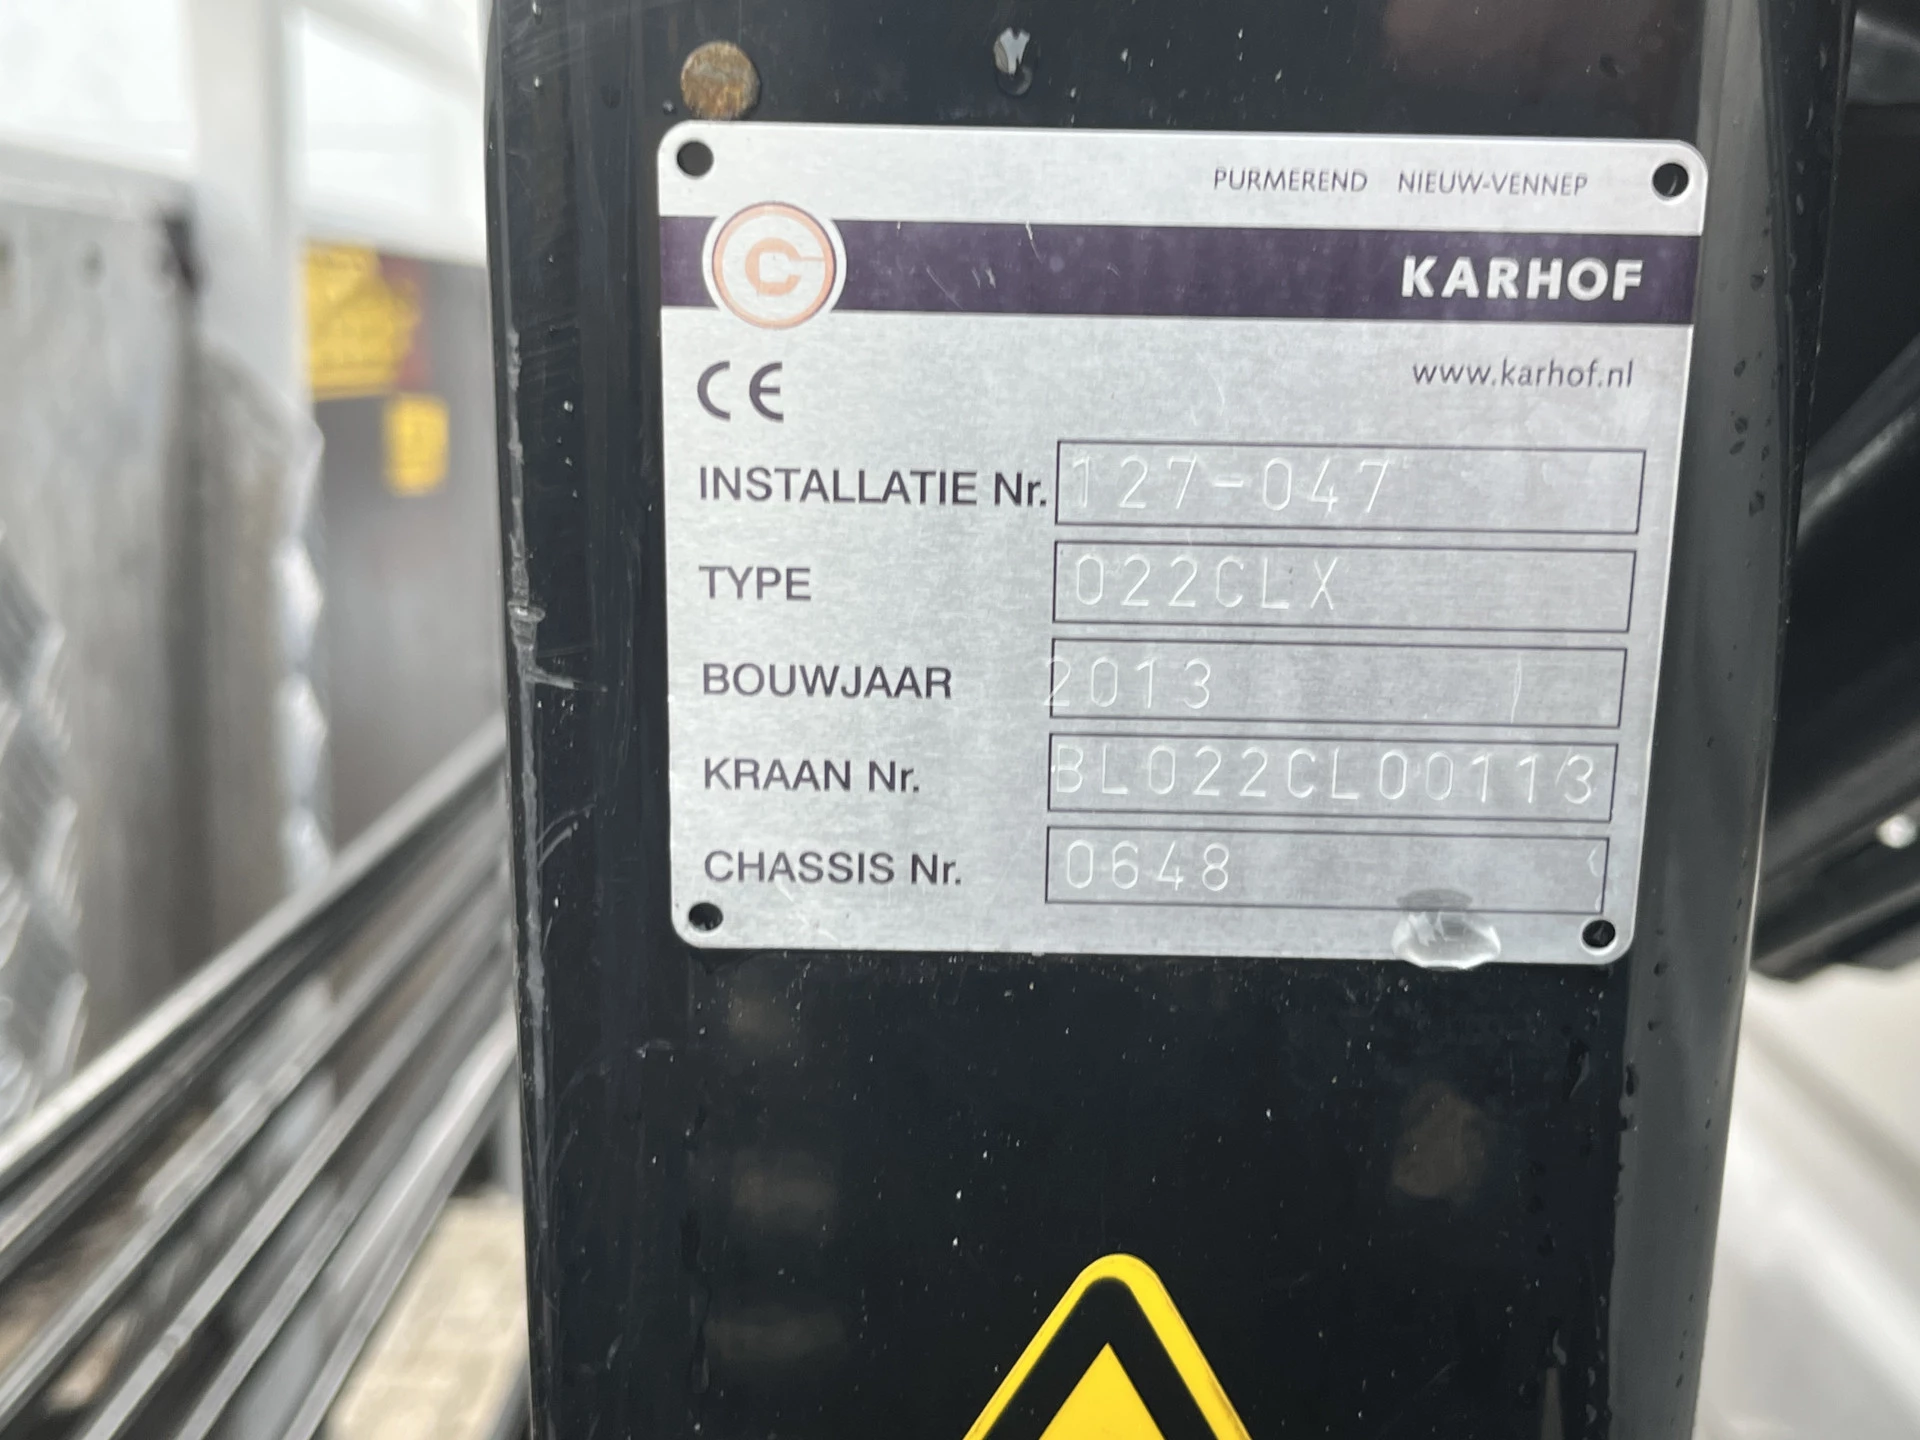 PURMEREND NIEUW-VENNEP
C
KARHOF
CE
www.karhof.nl
INSTALLATIE Nr. 127-047
TYPE 022CLX
BOUWJAAR 2013
KRAAN Nr. BL022CL00113
CHASSIS Nr. 0648